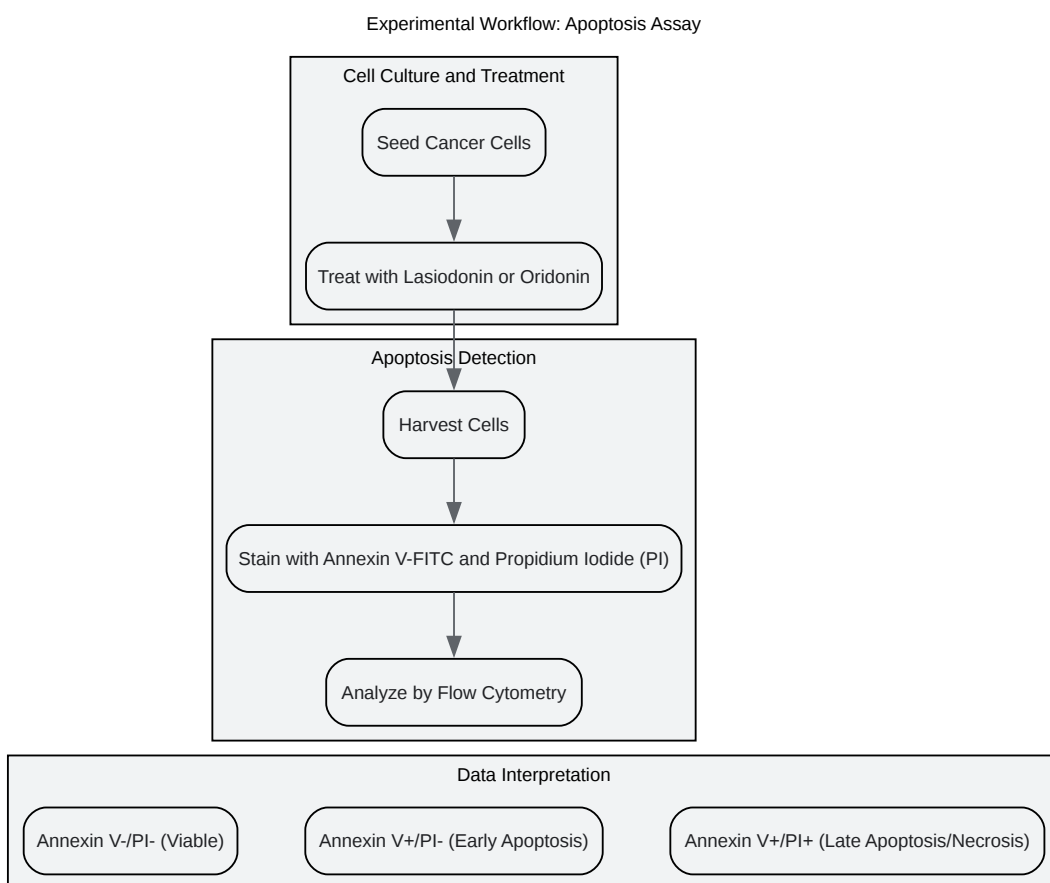 Experimental Workflow: Apoptosis Assay
Cell Culture and Treatment
Seed Cancer Cells
Treat with Lasiodonin or Oridonin
Apoptosis Detection
Harvest Cells
Stain with Annexin V-FITC and Propidium Iodide (PI)
Analyze by Flow Cytometry
Data Interpretation
Annexin V-/PI- (Viable)
Annexin V+/PI- (Early Apoptosis)
Annexin V+/PI+ (Late Apoptosis/Necrosis)